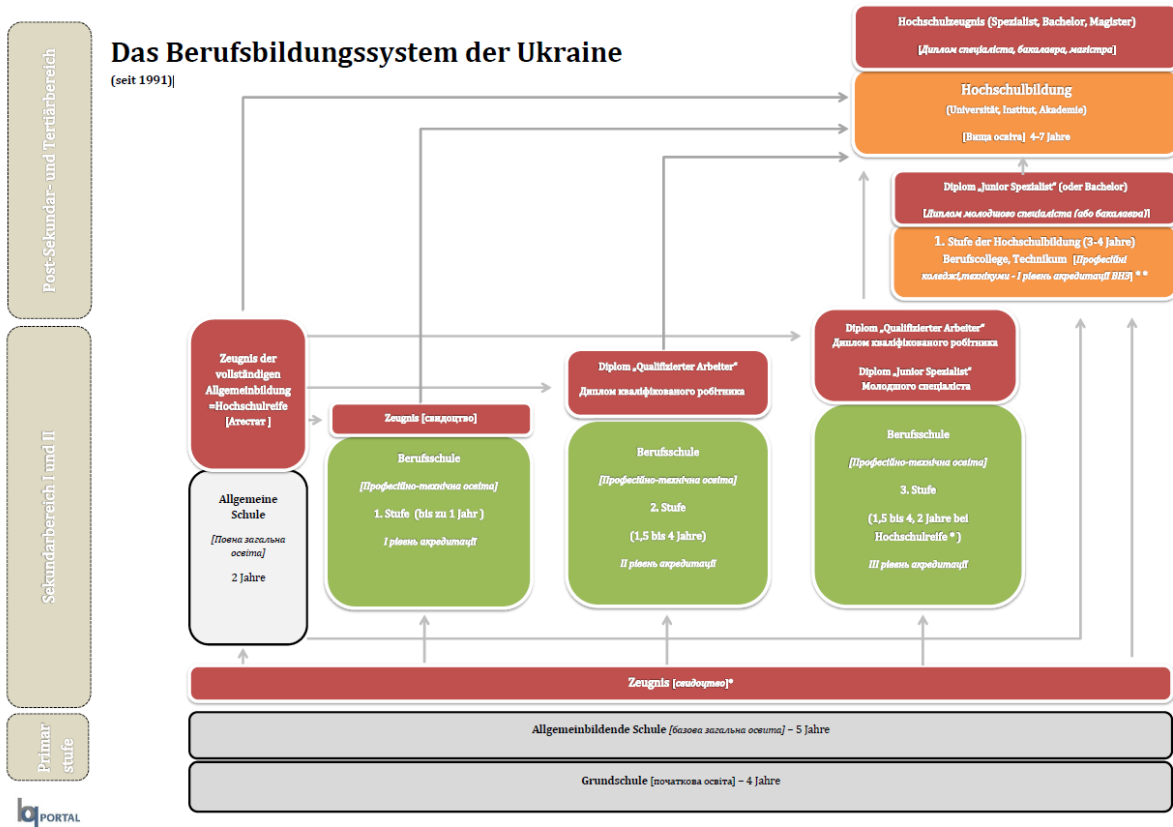 Das Berufsbildungssystem der Ukraine
(seit 1991)
Post-Sekundar- und Tertiärbereich
Sekundarbereich I und II
Primar
stufe
Hochschulzeugnis (Spezialist, Bachelor, Magister)
[Диплом спеціаліста, бакалавра, магістра]
Hochschulbildung
(Universität, Institut, Akademie)
[Вища освіта] 4-7 Jahre
Diplom „Junior Spezialist“ (oder Bachelor)
[Диплом молодшого спеціаліста (або бакалавра)]
1. Stufe der Hochschulbildung (3-4 Jahre)
Berufscollege, Technikum [Професійні
коледжі,технікуми - І рівень акредитації ВНЗ] * *
Zeugnis der
vollständigen
Allgemeinbildung
=Hochschulreife
[Атестат ]
Allgemeine
Schule
[Повна загальна
освіта]
2 Jahre
Zeugnis [свидоцтво]
Berufsschule
[Професійно-технічна освіта]
1. Stufe (bis zu 1 Jahr )
І рівень акредитації
Diplom „Qualifizierter Arbeiter“
Диплом кваліфікованого робітника
Berufsschule
[Професійно-технічна освіта]
2. Stufe
(1,5 bis 4 Jahre)
ІІ рівень акредитації
Diplom „Qualifizierter Arbeiter“
Диплом кваліфікованого робітника
Diplom „Junior Spezialist“
Молодшого спеціаліста
Berufsschule
[Професійно-технічна освіта]
3. Stufe
(1,5 bis 4, 2 Jahre bei
Hochschulreife * )
ІІІ рівень акредитації
Zeugnis [свидоцтво]*
Allgemeinbildende Schule [базова загальна освита] – 5 Jahre
Grundschule [початкова освіта] – 4 Jahre
bq PORTAL